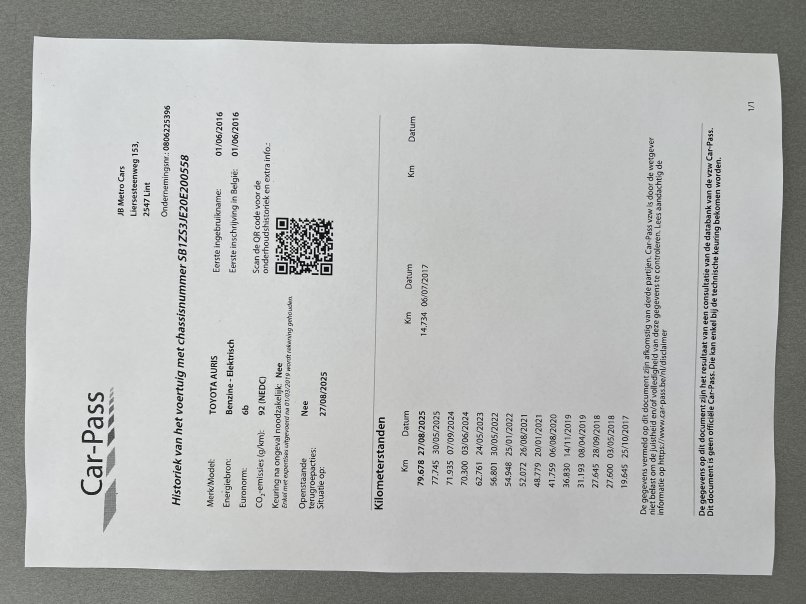 Car-Pass
JB Metro Cars
Liersesteenweg 153,
2547 Lint
Ondernemingsnr.: 0806225396
Historiek van het voertuig met chassisnummer SB1ZS3JE20E200558
Merk/Model: TOYOTA AURIS
Energiebron: Benzine - Elektrisch
Euronorm: 6b
CO2-emissies (g/km): 92 (NEDC)
Keuring na ongeval noodzakelijk: Nee
Enkel met expertises uitgevoerd na 01/03/2019 wordt rekening gehouden.
Openstaande terugroepacties: Nee
Situatie op: 27/08/2025
Eerste ingebruikname: 01/06/2016
Eerste inschrijving in België: 01/06/2016
Scan de QR code voor de
onderhoudshistoriek en extra info.:
Kilometerstanden
Km Datum Km Datum Km Datum
79.678 27/08/2025 14.734 06/07/2017
77.745 30/05/2025
71.935 07/09/2024
70.300 03/06/2024
62.761 24/05/2023
56.801 30/05/2022
54.948 25/01/2022
52.072 26/08/2021
48.779 20/01/2021
41.759 06/08/2020
36.830 14/11/2019
31.193 08/04/2019
27.645 28/09/2018
27.600 03/05/2018
19.645 25/10/2017
De gegevens vermeld op dit document zijn afkomstig van derde partijen. Car-Pass vzw is door de wetgever
niet belast om de juistheid en/of volledigheid van deze gegevens te controleren. Lees aandachtig de
informatie op https://www.car-pass.be/nl/disclaimer
De gegevens op dit document zijn het resultaat van een consultatie van de databank van de vzw Car-Pass.
Dit document is geen officiële Car-Pass. Die kan enkel bij de technische keuring bekomen worden.
1/1